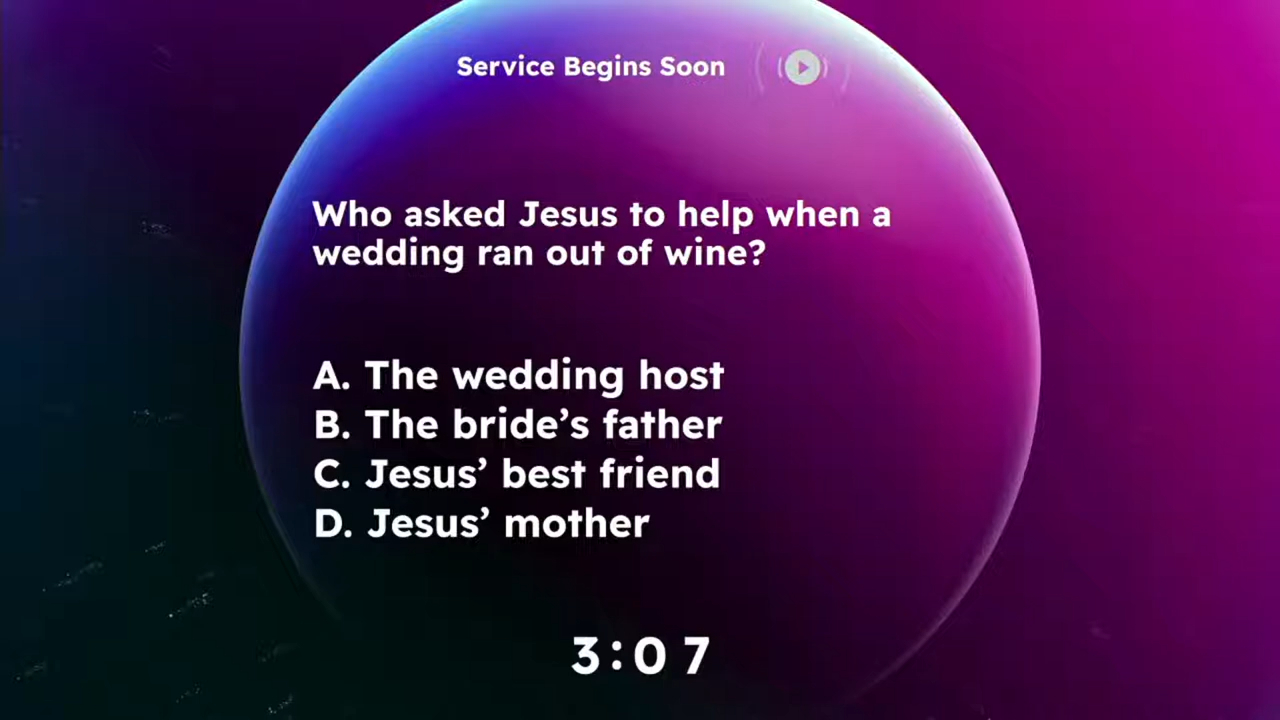 Service Begins Soon
Who asked Jesus to help when a
wedding ran out of wine?
A. The wedding host
B. The bride’s father
C. Jesus’ best friend
D. Jesus’ mother
3:07